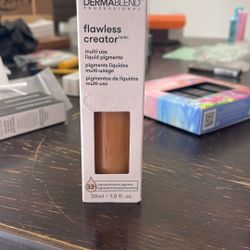 DERMABLEND
PROFESSIONAL
flawless
creator
multi-use
liquid pigments
pigments liquides
multi-usage
pigmentos de líquidos
multi-uso
33
30ml - 1.0 fl. oz.